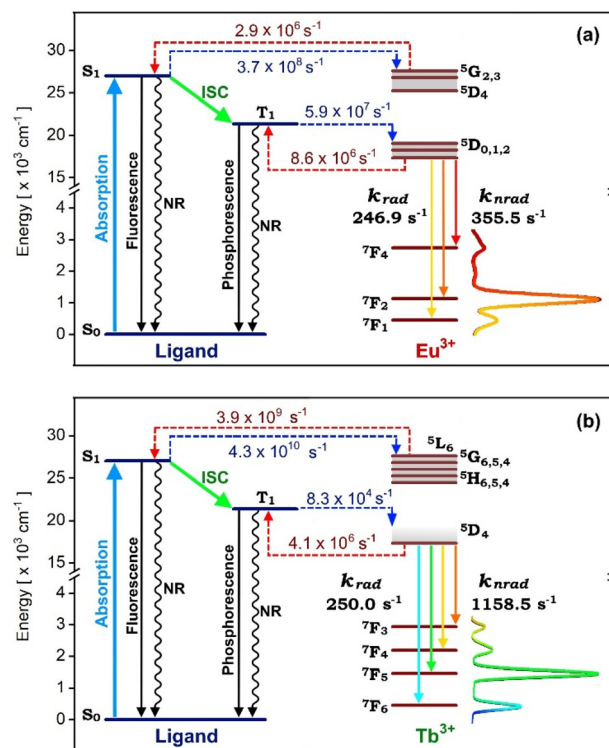 (a)
2.9 x 10⁶ s⁻¹
3.7 x 10⁸ s⁻¹
⁵G₂,₃
⁵D₄
S₁
ISC
T₁
5.9 x 10⁷ s⁻¹
⁵D₀,₁,₂
8.6 x 10⁶ s⁻¹
Energy [ x 10³ cm⁻¹]
30
25
20
15
3
2
1
0
Absorption
Fluorescence
NR
Phosphorescence
NR
k_rad
246.9 s⁻¹
k_nrad
355.5 s⁻¹
⁷F₄
⁷F₂
⁷F₁
S₀
Ligand
Eu³⁺
(b)
3.9 x 10⁹ s⁻¹
4.3 x 10¹⁰ s⁻¹
⁵L₆
⁵G₆,₅,₄
⁵H₆,₅,₄
S₁
ISC
T₁
8.3 x 10⁴ s⁻¹
⁵D₄
4.1 x 10⁶ s⁻¹
Energy [ x 10³ cm⁻¹]
30
25
20
15
3
2
1
0
Absorption
Fluorescence
NR
Phosphorescence
NR
k_rad
250.0 s⁻¹
k_nrad
1158.5 s⁻¹
⁷F₃
⁷F₄
⁷F₅
⁷F₆
S₀
Ligand
Tb³⁺